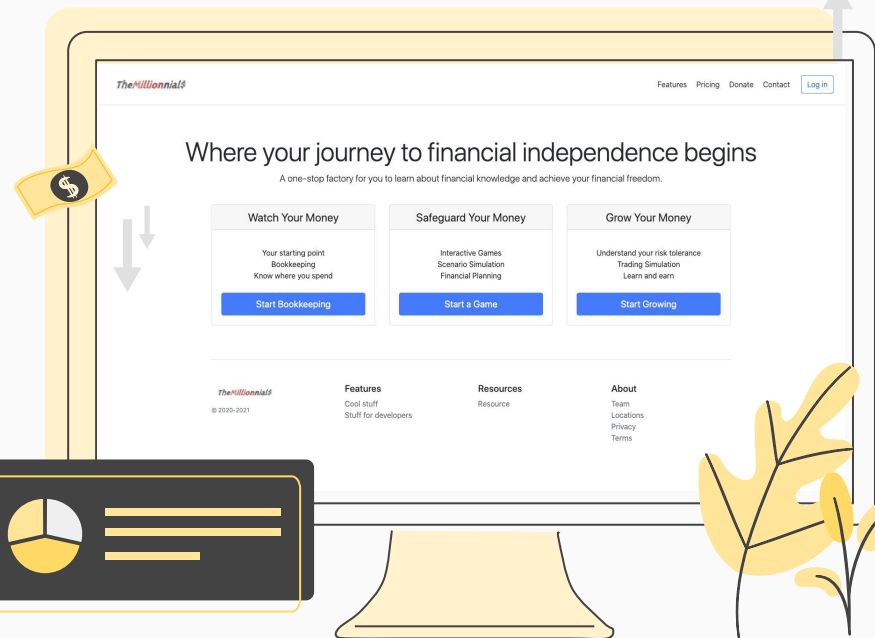 TheMillionnial$
Features Pricing Donate Contact Log in
Where your journey to financial independence begins
A one-stop factory for you to learn about financial knowledge and achieve your financial freedom.
Watch Your Money
Your starting point
Bookkeeping
Know where you spend
Start Bookkeeping
Safeguard Your Money
Interactive Games
Scenario Simulation
Financial Planning
Start a Game
Grow Your Money
Understand your risk tolerance
Trading Simulation
Learn and earn
Start Growing
$
TheMillionnial$
© 2020-2021
Features
Cool stuff
Stuff for developers
Resources
Resource
About
Team
Locations
Privacy
Terms